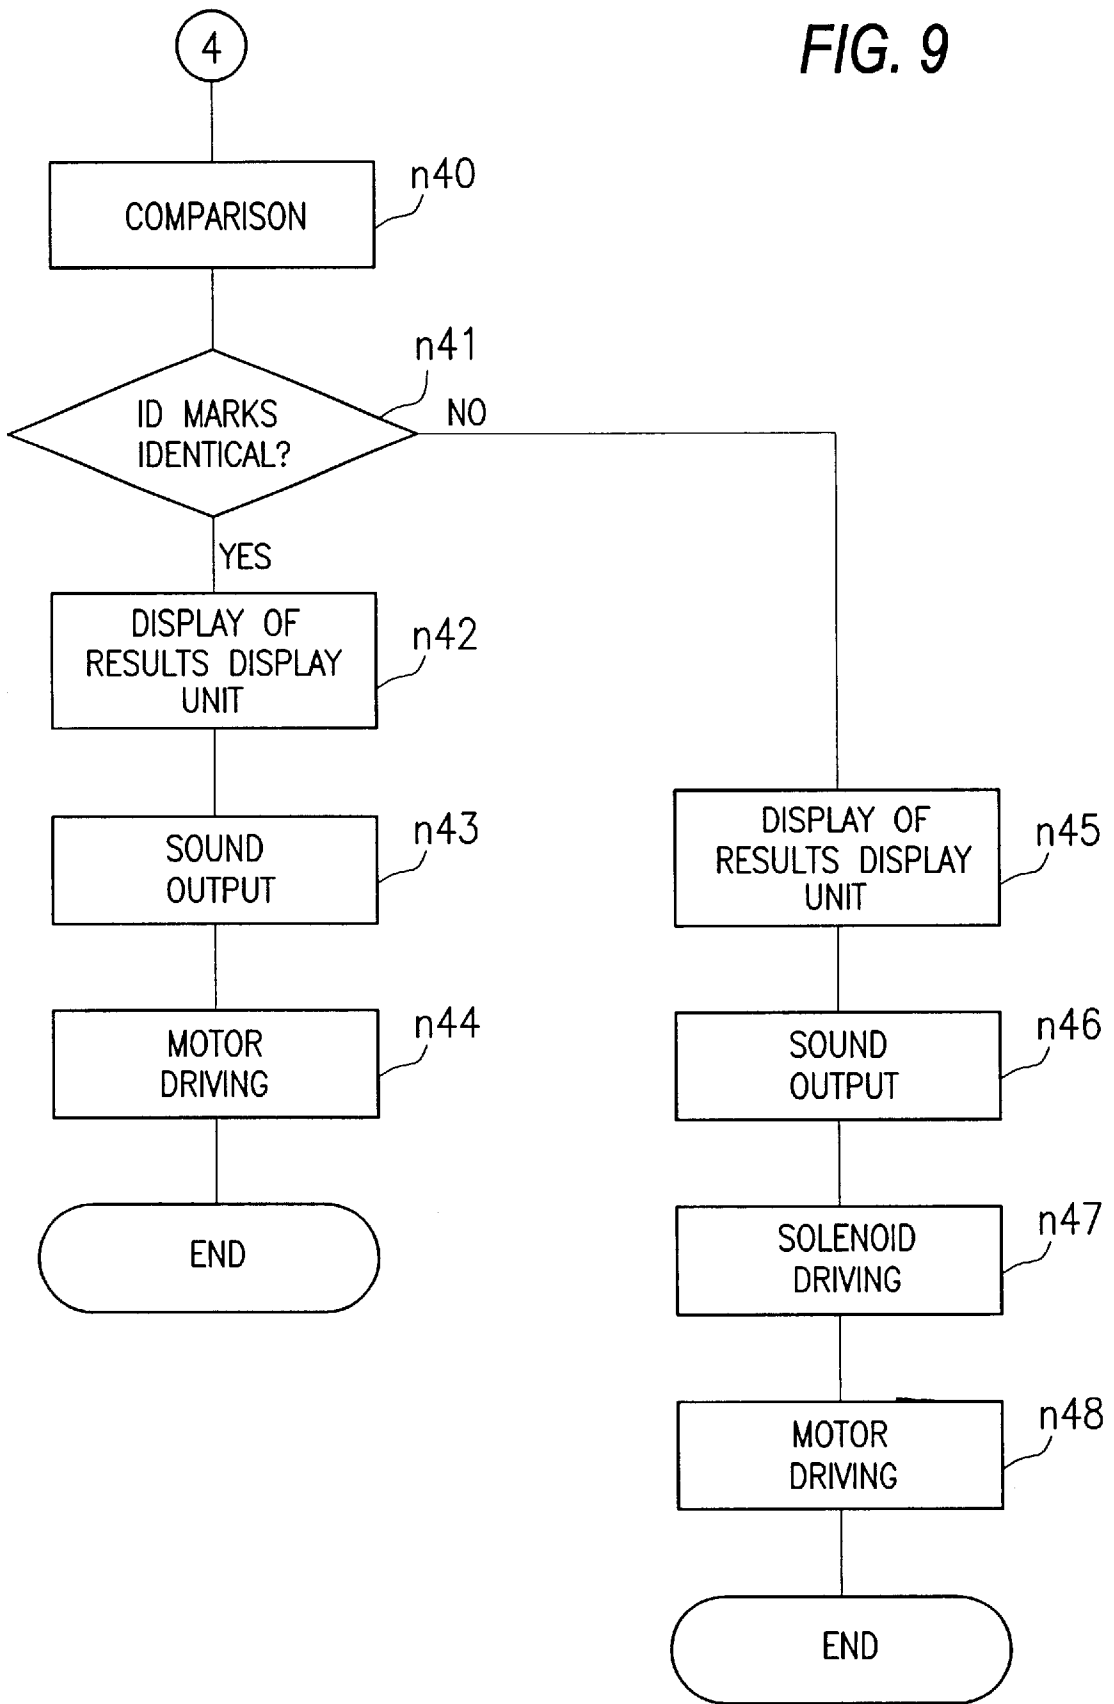 FIG. 9
4
COMPARISON
n40
ID MARKS
IDENTICAL?
n41
NO
YES
DISPLAY OF
RESULTS DISPLAY
UNIT
n42
SOUND
OUTPUT
n43
MOTOR
DRIVING
n44
END
DISPLAY OF
RESULTS DISPLAY
UNIT
n45
SOUND
OUTPUT
n46
SOLENOID
DRIVING
n47
MOTOR
DRIVING
n48
END